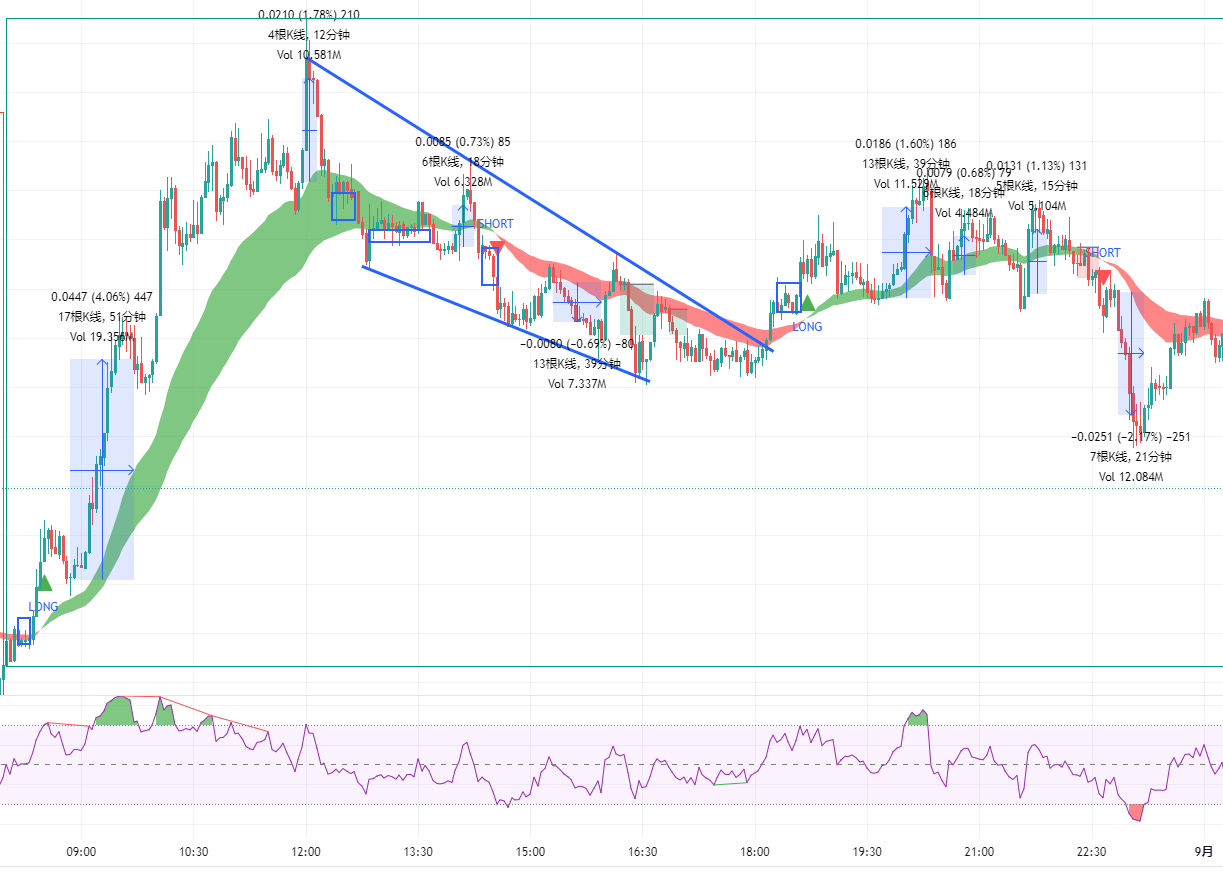 0.0210 (1.78%) 210
4根K线, 12分钟
Vol 10.581M
0.0085 (0.73%) 85
6根K线, 18分钟
Vol 6.328M
SHORT
0.0186 (1.60%) 186
13根K线, 39分钟
Vol 11.529M
0.0079 (0.68%) 79
6根K线, 18分钟
Vol 4.484M
0.0131 (1.13%) 131
5根K线, 15分钟
Vol 5.104M
SHORT
0.0447 (4.06%) 447
17根K线, 51分钟
Vol 19.356M
LONG
−0.0080 (−0.69%) −80
13根K线, 39分钟
Vol 7.337M
−0.0251 (−2.17%) −251
7根K线, 21分钟
Vol 12.084M
LONG
09:00 10:30 12:00 13:30 15:00 16:30 18:00 19:30 21:00 22:30 9月